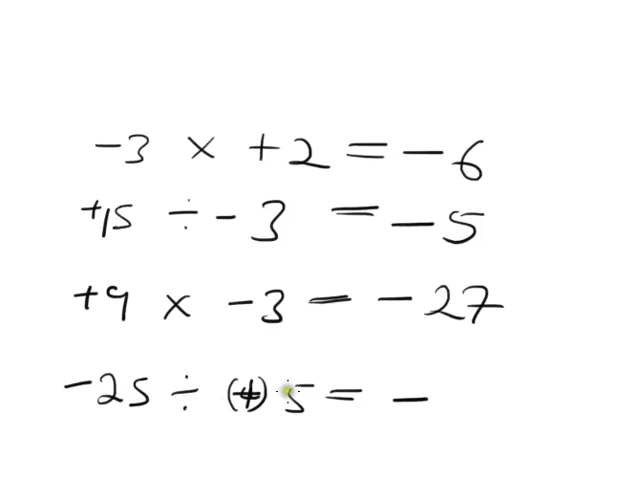 -3 × +2 = -6
+15 ÷ -3 = -5
+9 × -3 = -27
-25 ÷ (+) 5 = -